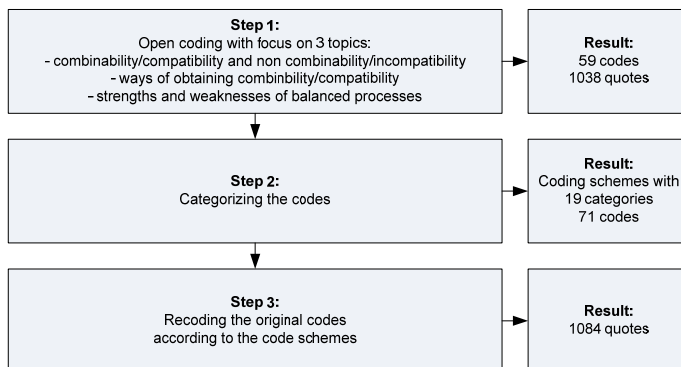 Step 1:
Open coding with focus on 3 topics:
- combinability/compatibility and non combinability/incompatibility
- ways of obtaining combinbility/compatibility
- strengths and weaknesses of balanced processes
Result:
59 codes
1038 quotes
Step 2:
Categorizing the codes
Result:
Coding schemes with
19 categories
71 codes
Step 3:
Recoding the original codes
according to the code schemes
Result:
1084 quotes